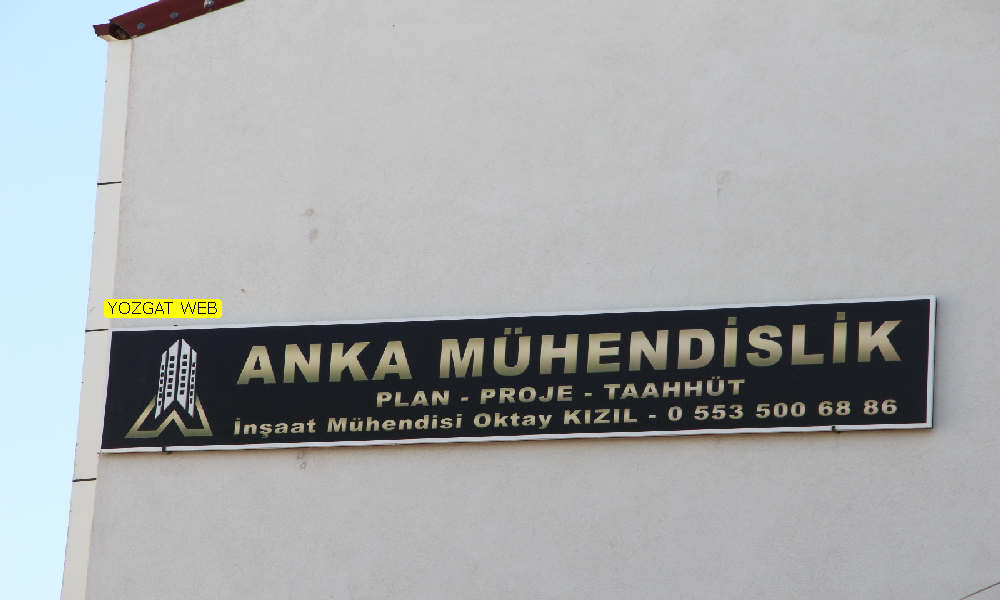 YOZGAT WEB
ANKA MÜHENDİSLİK
PLAN - PROJE - TAAHHÜT
İnşaat Mühendisi Oktay KIZIL - 0 553 500 68 86